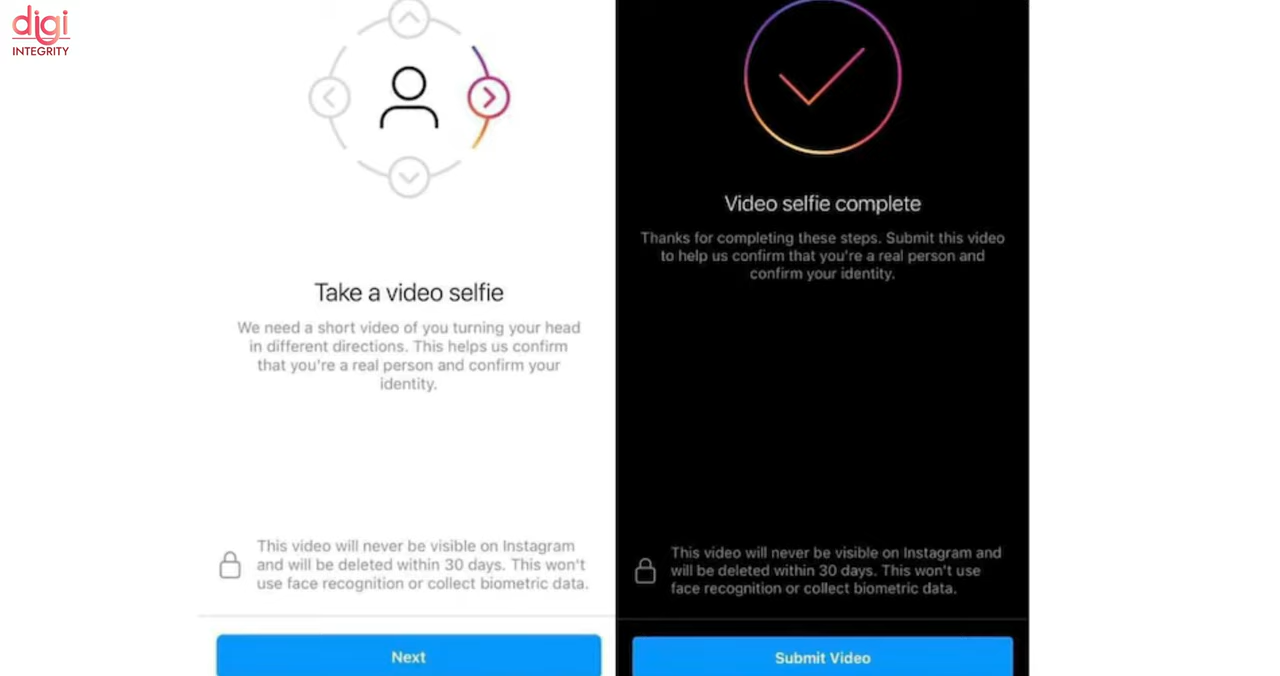 digi
INTEGRITY
Take a video selfie
We need a short video of you turning your head
in different directions. This helps us confirm
that you're a real person and confirm your
identity.
This video will never be visible on Instagram
and will be deleted within 30 days. This won't
use face recognition or collect biometric data.
Next
Video selfie complete
Thanks for completing these steps. Submit this video
to help us confirm that you're a real person and
confirm your identity.
This video will never be visible on Instagram and
will be deleted within 30 days. This won't use
face recognition or collect biometric data.
Submit Video